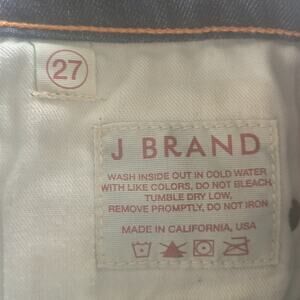 27
J BRAND
WASH INSIDE OUT IN COLD WATER
WITH LIKE COLORS, DO NOT BLEACH
TUMBLE DRY LOW,
REMOVE PROMPTLY, DO NOT IRON
MADE IN CALIFORNIA, USA